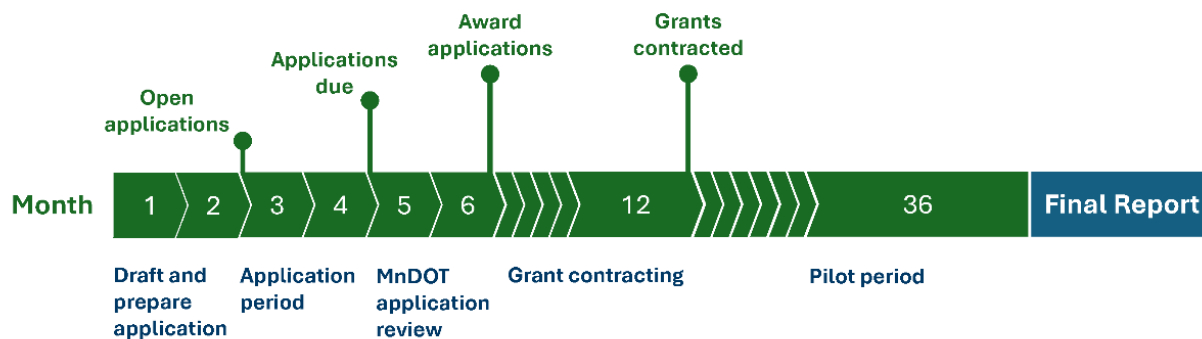 Award
applications
Grants
contracted
Applications
due
Open
applications
Month 1 2 3 4 5 6 12 36 Final Report
Draft and
prepare
application
Application
period
MnDOT
application
review
Grant contracting
Pilot period